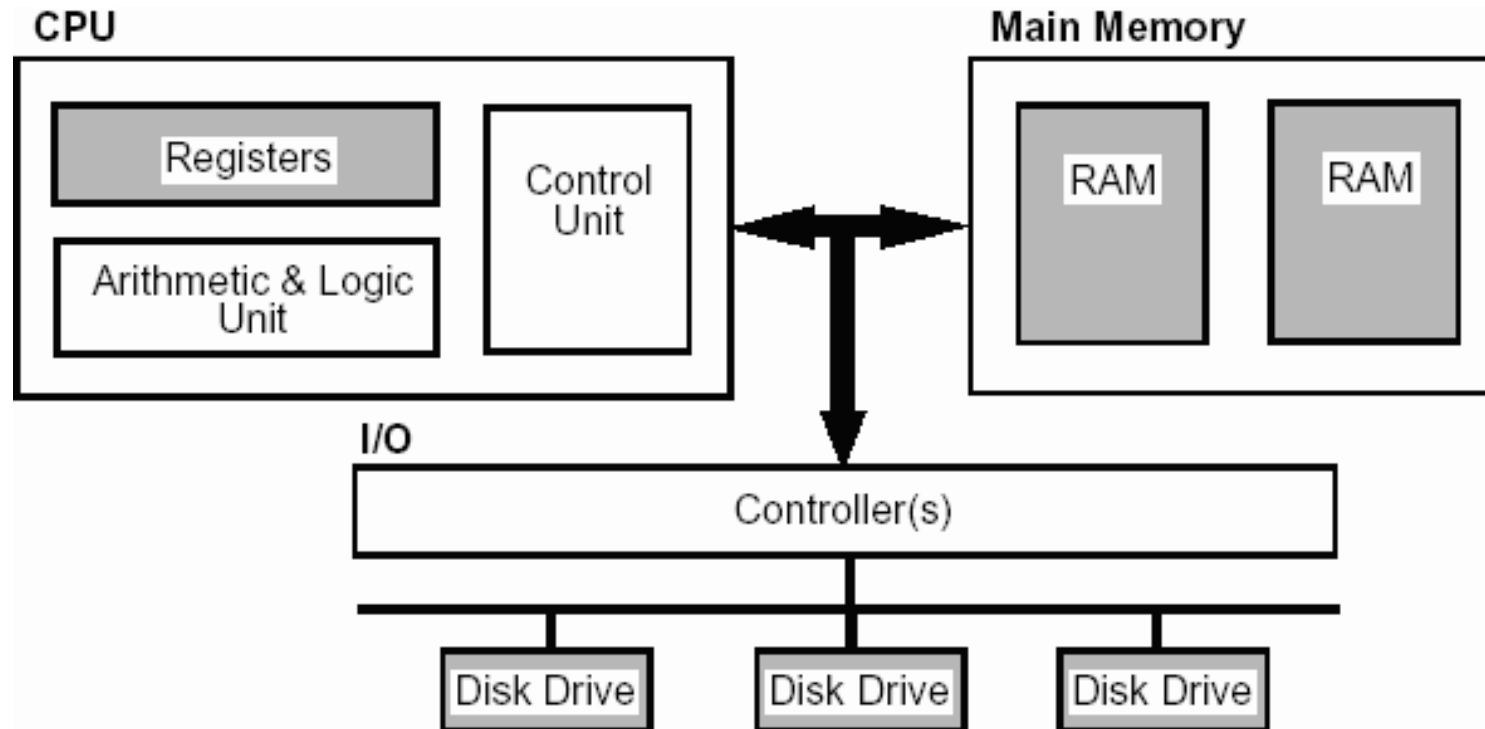 CPU
Main Memory
Registers
Control
Unit
Arithmetic & Logic
Unit
RAM
RAM
I/O
Controller(s)
Disk Drive
Disk Drive
Disk Drive